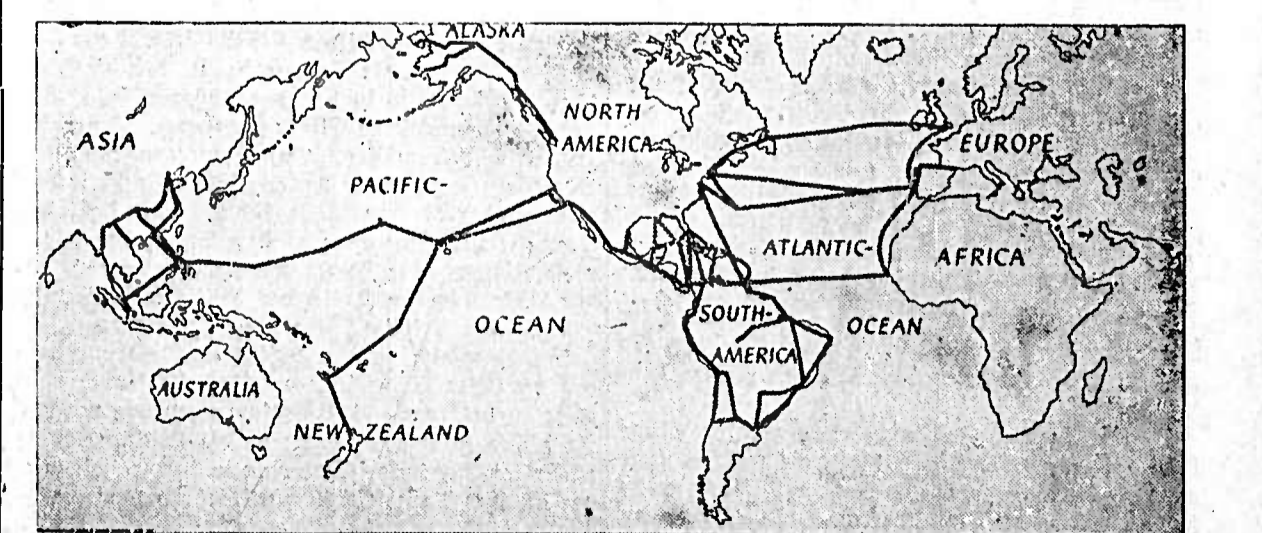 ALASKA
NORTH
AMERICA
ASIA
EUROPE
PACIFIC-
ATLANTIC-
AFRICA
OCEAN
SOUTH-
OCEAN
AMERICA
AUSTRALIA
NEW ZEALAND